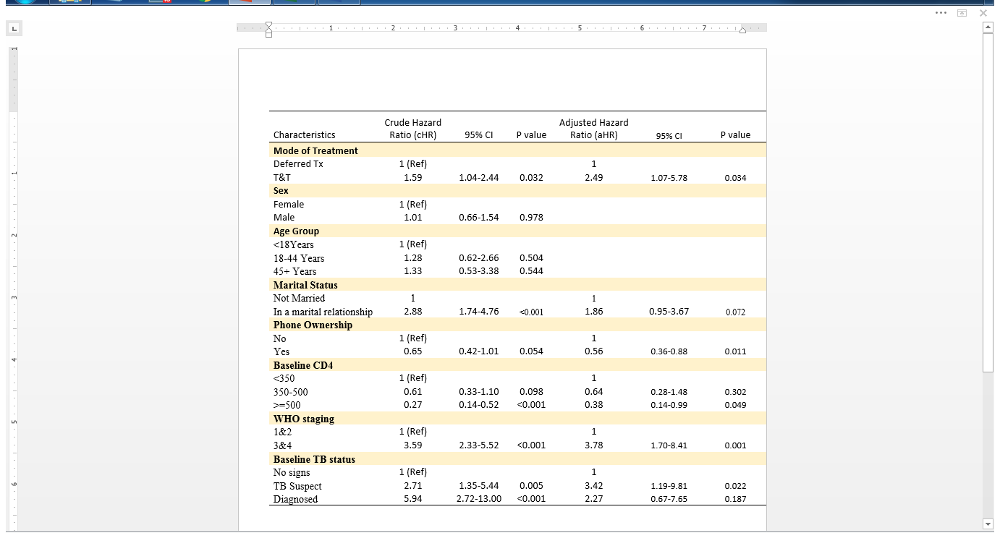 1 2 3 4 5 6 7
Crude Hazard Adjusted Hazard
Characteristics Ratio (cHR) 95% CI P value Ratio (aHR) 95% CI P value
Mode of Treatment
Deferred Tx 1 (Ref) 1
T&T 1.59 1.04-2.44 0.032 2.49 1.07-5.78 0.034
Sex
Female 1 (Ref)
Male 1.01 0.66-1.54 0.978
Age Group
<18Years 1 (Ref)
18-44 Years 1.28 0.62-2.66 0.504
45+ Years 1.33 0.53-3.38 0.544
Marital Status
Not Married 1 1
In a marital relationship 2.88 1.74-4.76 <0.001 1.86 0.95-3.67 0.072
Phone Ownership
No 1 (Ref) 1
Yes 0.65 0.42-1.01 0.054 0.56 0.36-0.88 0.011
Baseline CD4
<350 1 (Ref) 1
350-500 0.61 0.33-1.10 0.098 0.64 0.28-1.48 0.302
>=500 0.27 0.14-0.52 <0.001 0.38 0.14-0.99 0.049
WHO staging
1&2 1 (Ref) 1
3&4 3.59 2.33-5.52 <0.001 3.78 1.70-8.41 0.001
Baseline TB status
No signs 1 (Ref) 1
TB Suspect 2.71 1.35-5.44 0.005 3.42 1.19-9.81 0.022
Diagnosed 5.94 2.72-13.00 <0.001 2.27 0.67-7.65 0.187